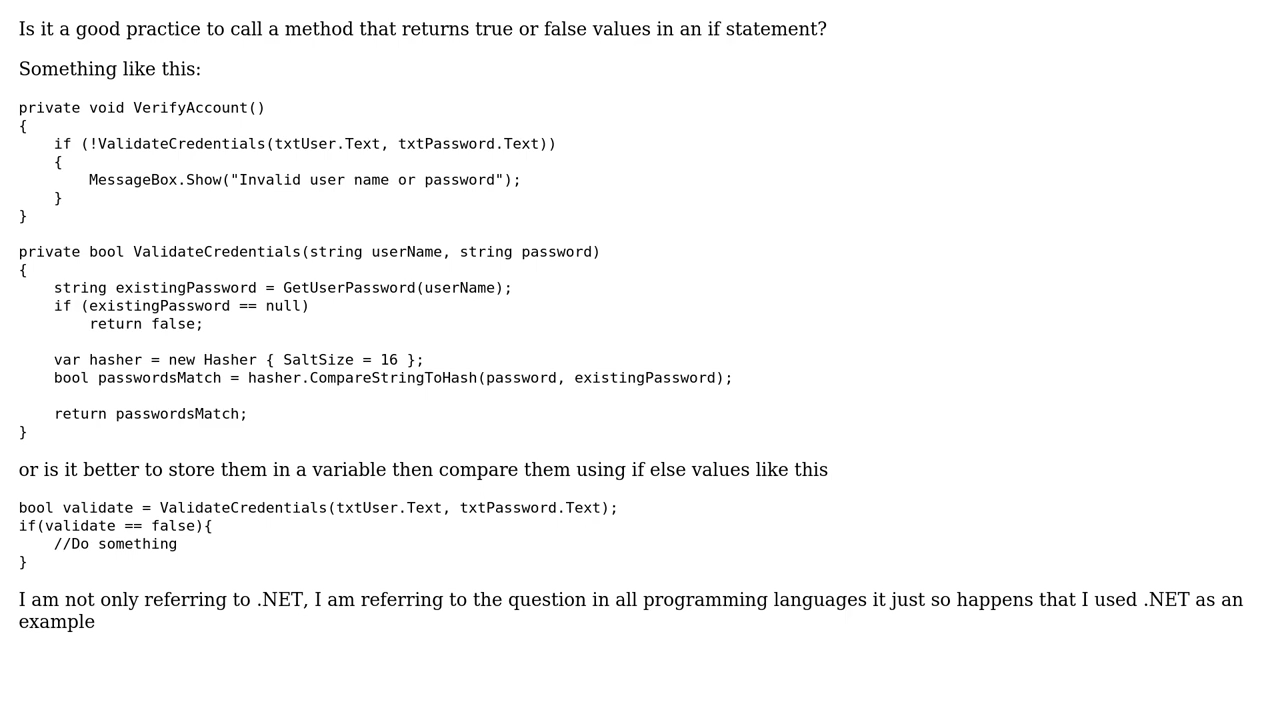 Is it a good practice to call a method that returns true or false values in an if statement?
Something like this:
private void VerifyAccount()
{
    if (!ValidateCredentials(txtUser.Text, txtPassword.Text))
    {
        MessageBox.Show("Invalid user name or password");
    }
}
private bool ValidateCredentials(string userName, string password)
{
    string existingPassword = GetUserPassword(userName);
    if (existingPassword == null)
        return false;
    var hasher = new Hasher { SaltSize = 16 };
    bool passwordsMatch = hasher.CompareStringToHash(password, existingPassword);
    return passwordsMatch;
}
or is it better to store them in a variable then compare them using if else values like this
bool validate = ValidateCredentials(txtUser.Text, txtPassword.Text);
if(validate == false){
    //Do something
}
I am not only referring to .NET, I am referring to the question in all programming languages it just so happens that I used .NET as an
example